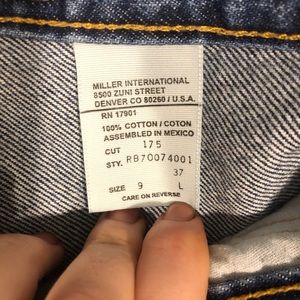 MILLER INTERNATIONAL
8500 ZUNI STREET
DENVER CO 80260 / U.S.A.
RN 17901
100% COTTON / COTON
ASSEMBLED IN MEXICO
CUT 175
STY. RB70074001
37
SIZE 9 L
CARE ON REVERSE